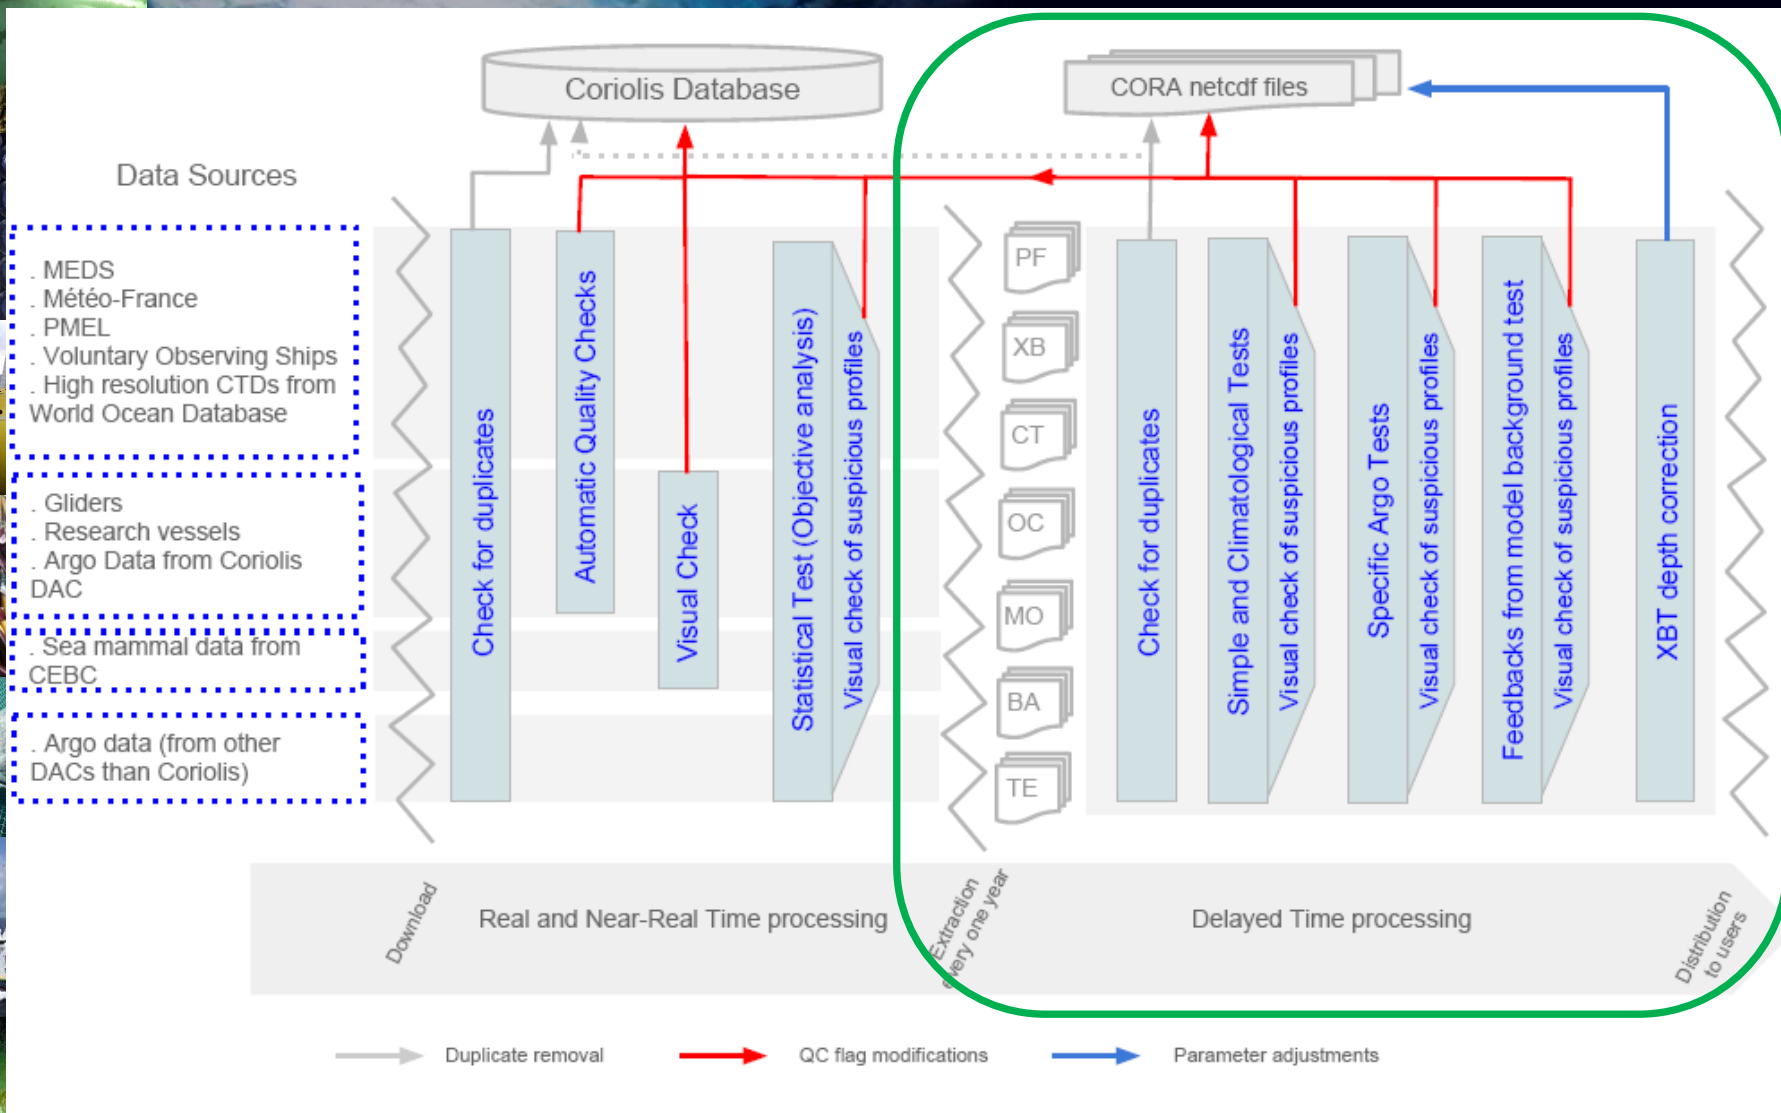 Coriolis Database
CORA netcdf files
Data Sources
. MEDS
. Météo-France
. PMEL
. Voluntary Observing Ships
. High resolution CTDs from
World Ocean Database
. Gliders
. Research vessels
. Argo Data from Coriolis
DAC
. Sea mammal data from
CEBC
. Argo data (from other
DACs than Coriolis)
Check for duplicates
Automatic Quality Checks
Visual Check
Statistical Test (Objective analysis)
Visual check of suspicious profiles
PF
XB
CT
OC
MO
BA
TE
Check for duplicates
Simple and Climatological Tests
Visual check of suspicious profiles
Specific Argo Tests
Visual check of suspicious profiles
Feedbacks from model background test
Visual check of suspicious profiles
XBT depth correction
Download
Real and Near-Real Time processing
Extraction
every one year
Delayed Time processing
Distribution
to users
Duplicate removal
QC flag modifications
Parameter adjustments